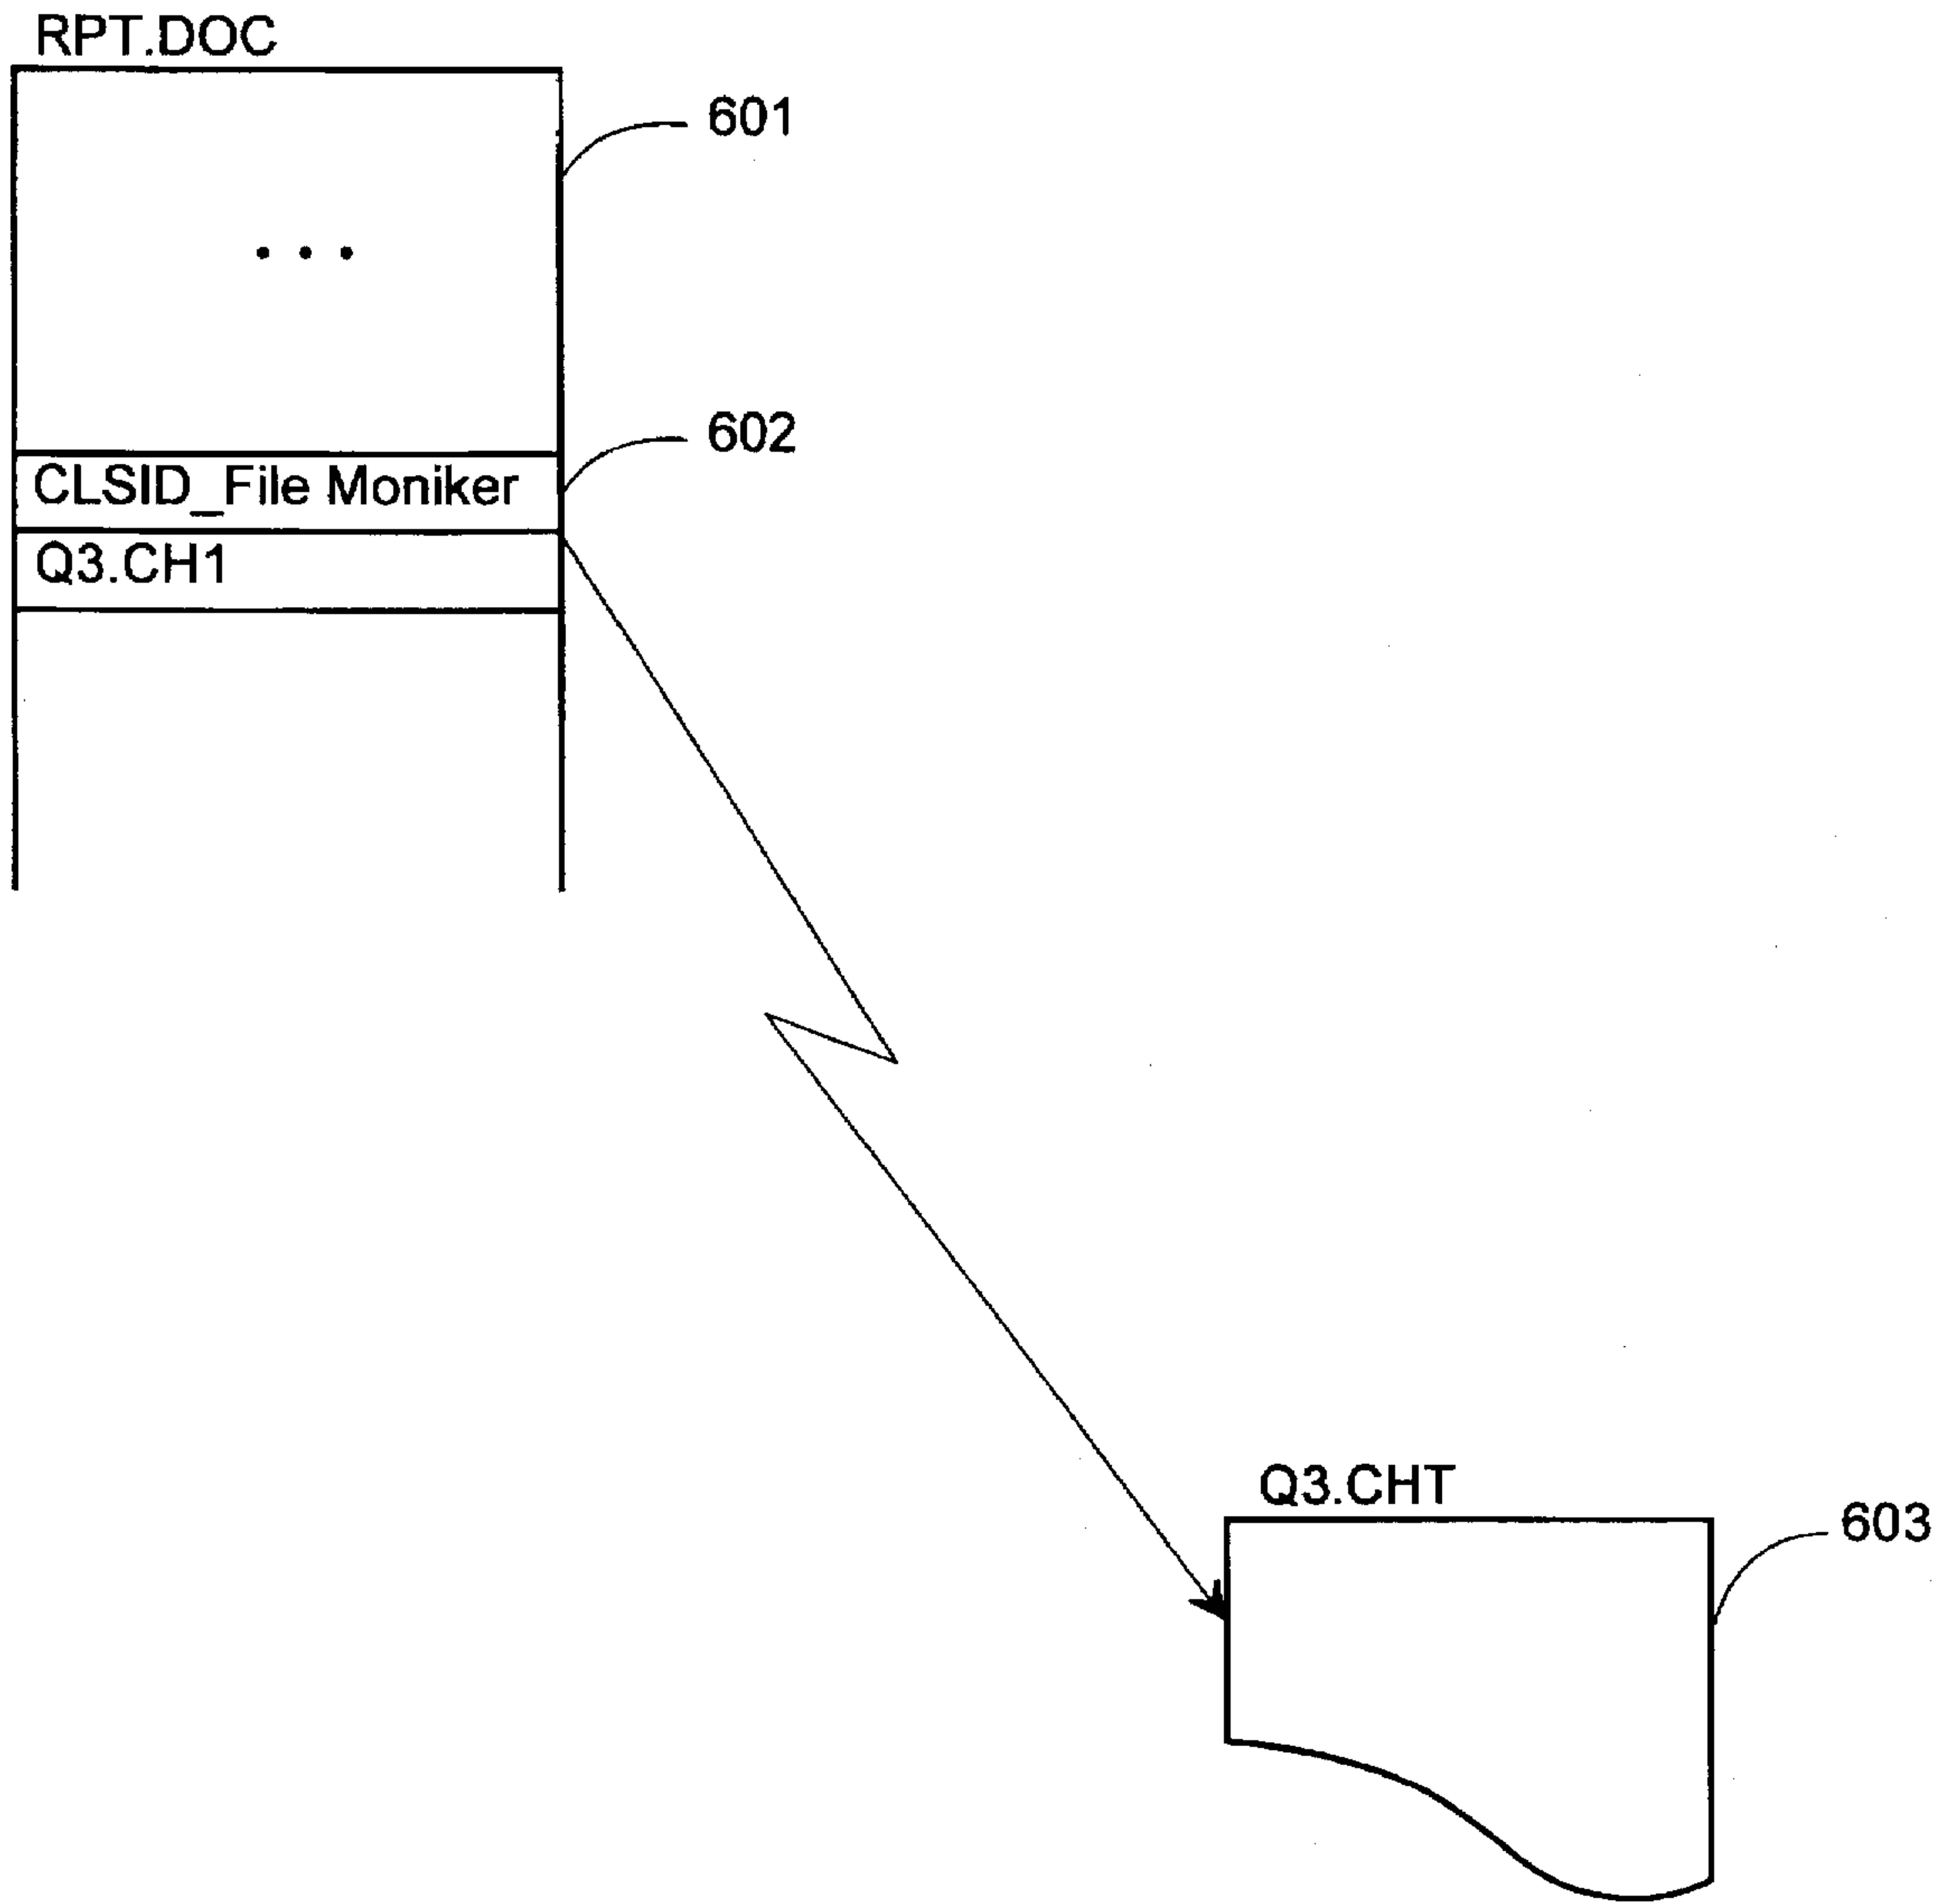 RPT.DOC
601
. . .
602
CLSID_File Moniker
Q3.CH1
Q3.CHT
603